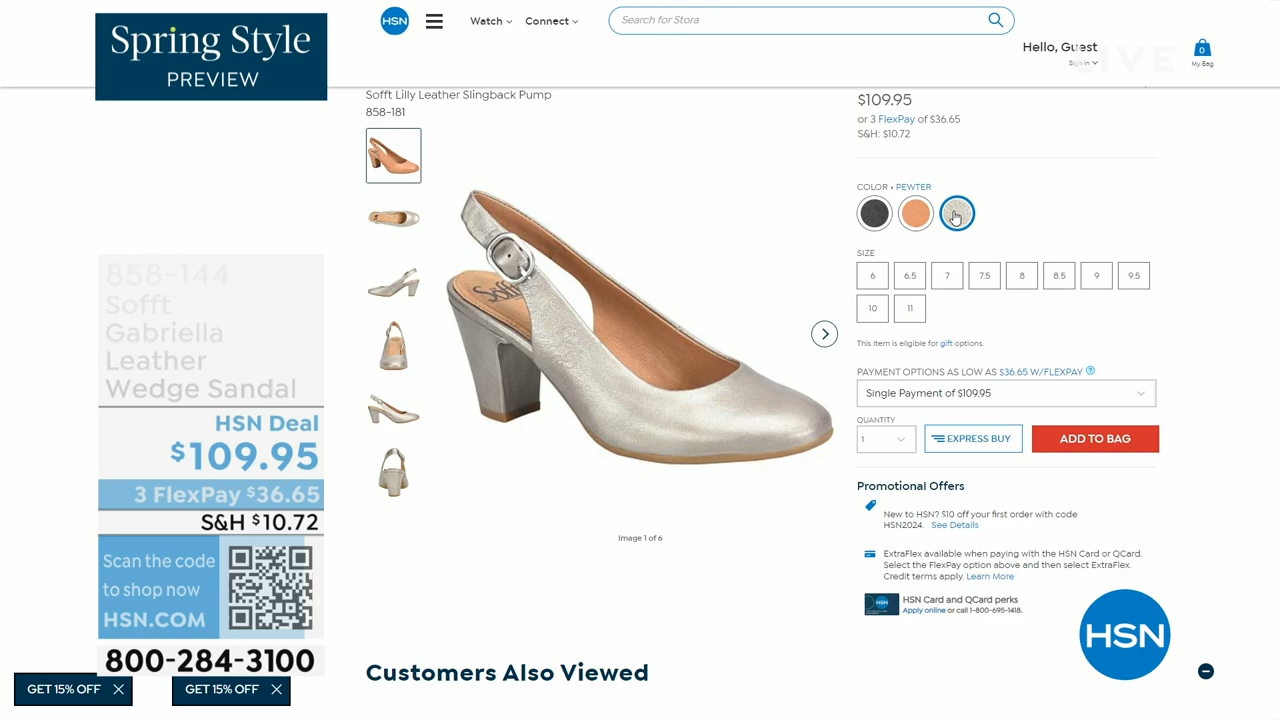 Spring Style
PREVIEW
HSN
Watch
Connect
Search for Stora
Hello, Guest
Sign In
LIVE
0
My Bag
Sofft Lilly Leather Slingback Pump
858-181
Sofft
Image 1 of 6
$109.95
or 3 FlexPay of $36.65
S&H: $10.72
COLOR • PEWTER
SIZE
6 6.5 7 7.5 8 8.5 9 9.5
10 11
This item is eligible for gift options.
PAYMENT OPTIONS AS LOW AS $36.65 W/FLEXPAY ?
Single Payment of $109.95
QUANTITY
1
EXPRESS BUY
ADD TO BAG
Promotional Offers
New to HSN? $10 off your first order with code
HSN2024. See Details
ExtraFlex available when paying with the HSN Card or QCard.
Select the FlexPay option above and then select ExtraFlex.
Credit terms apply. Learn More
HSN
HSN Card and QCard perks
Apply online or call 1-800-695-1418.
HSN
858-144
Sofft
Gabriella
Leather
Wedge Sandal
HSN Deal
$109.95
3 FlexPay $36.65
S&H $10.72
Scan the code
to shop now
HSN.COM
800-284-3100
GET 15% OFF
GET 15% OFF
Customers Also Viewed